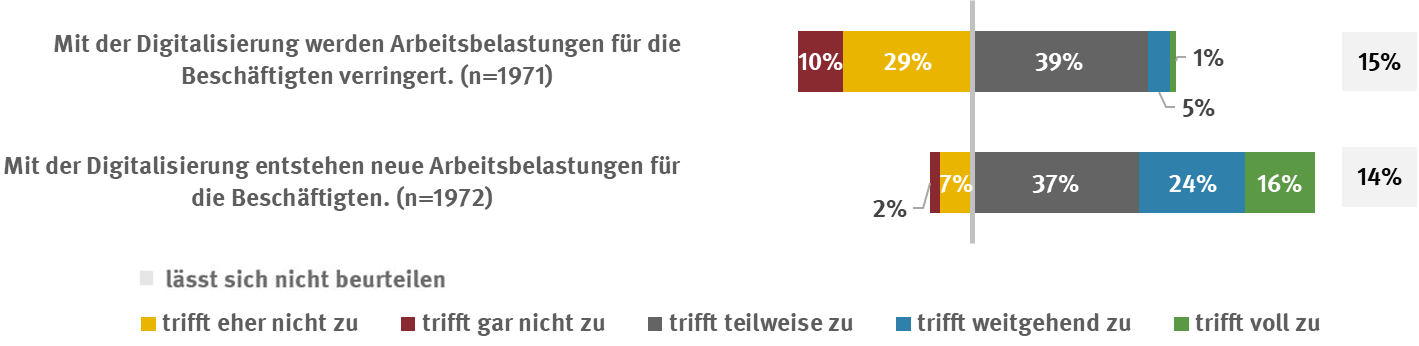 Mit der Digitalisierung werden Arbeitsbelastungen für die
Beschäftigten verringert. (n=1971)
10% 29% 39% 1% 15%
5%
Mit der Digitalisierung entstehen neue Arbeitsbelastungen für
die Beschäftigten. (n=1972)
7% 37% 24% 16% 14%
2%
lässt sich nicht beurteilen
trifft eher nicht zu trifft gar nicht zu trifft teilweise zu trifft weitgehend zu trifft voll zu